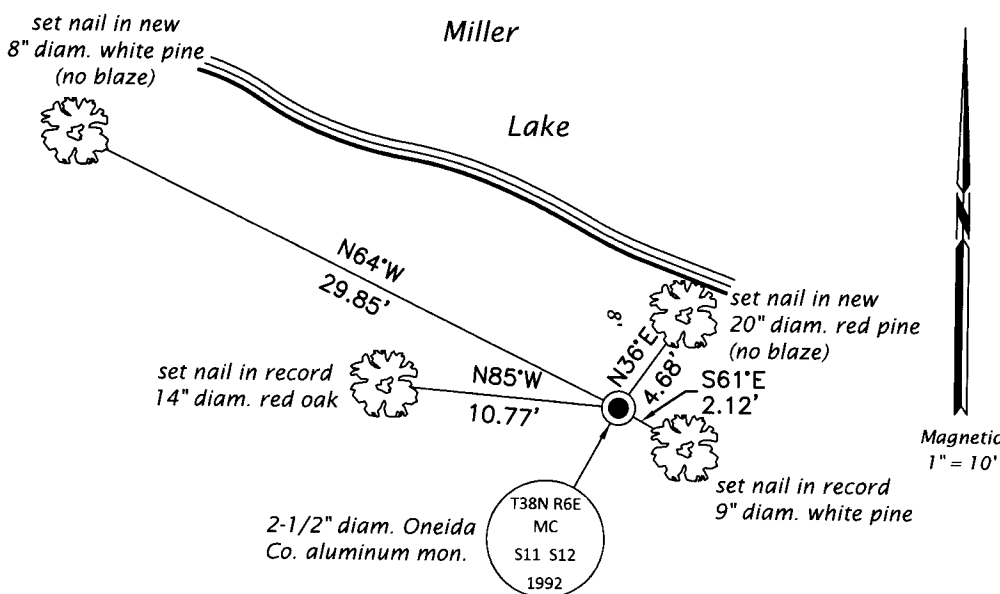 set nail in new
8" diam. white pine
(no blaze)
Miller
Lake
N64°W
29.85'
8'
N36°E
4.68'
set nail in new
20" diam. red pine
(no blaze)
set nail in record
14" diam. red oak
N85°W
10.77'
S61°E
2.12'
N
Magnetic
1" = 10'
set nail in record
9" diam. white pine
2-1/2" diam. Oneida
Co. aluminum mon.
T38N R6E
MC
S11 S12
1992